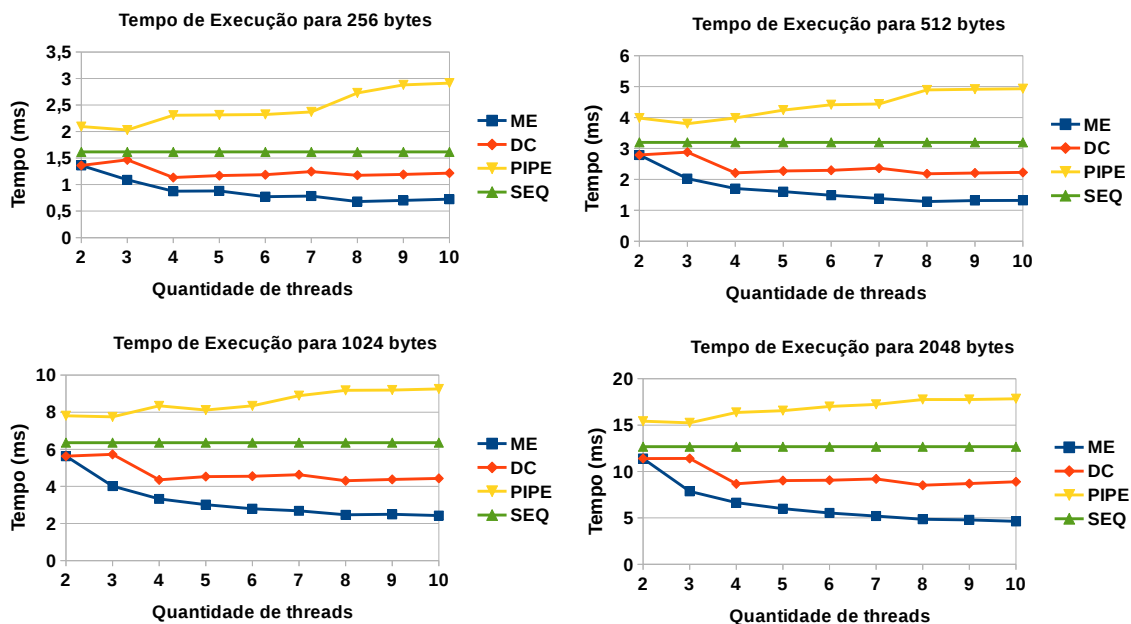 Tempo de Execução para 256 bytes
3,5
3
2,5
2
1,5
1
0,5
0
Tempo (ms)
2 3 4 5 6 7 8 9 10
Quantidade de threads
ME
DC
PIPE
SEQ
Tempo de Execução para 512 bytes
6
5
4
3
2
1
0
Tempo (ms)
2 3 4 5 6 7 8 9 10
Quantidade de threads
ME
DC
PIPE
SEQ
Tempo de Execução para 1024 bytes
10
8
6
4
2
0
Tempo (ms)
2 3 4 5 6 7 8 9 10
Quantidade de threads
ME
DC
PIPE
SEQ
Tempo de Execução para 2048 bytes
20
15
10
5
0
Tempo (ms)
2 3 4 5 6 7 8 9 10
Quantidade de threads
ME
DC
PIPE
SEQ